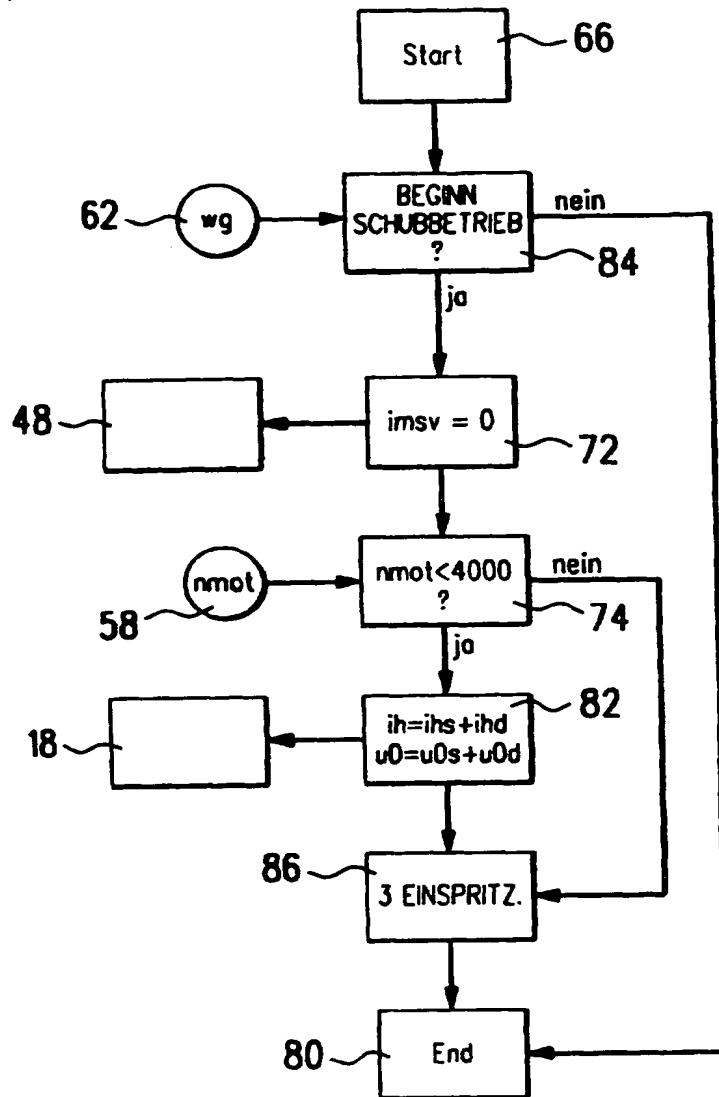 Start
66
62
wg
BEGINN
SCHUBBETRIEB
?
nein
84
ja
48
imsv = 0
72
nmot
58
nmot<4000
?
nein
74
ja
18
ih=ihs+ihd
u0=u0s+u0d
82
86
3 EINSPRITZ.
80
End